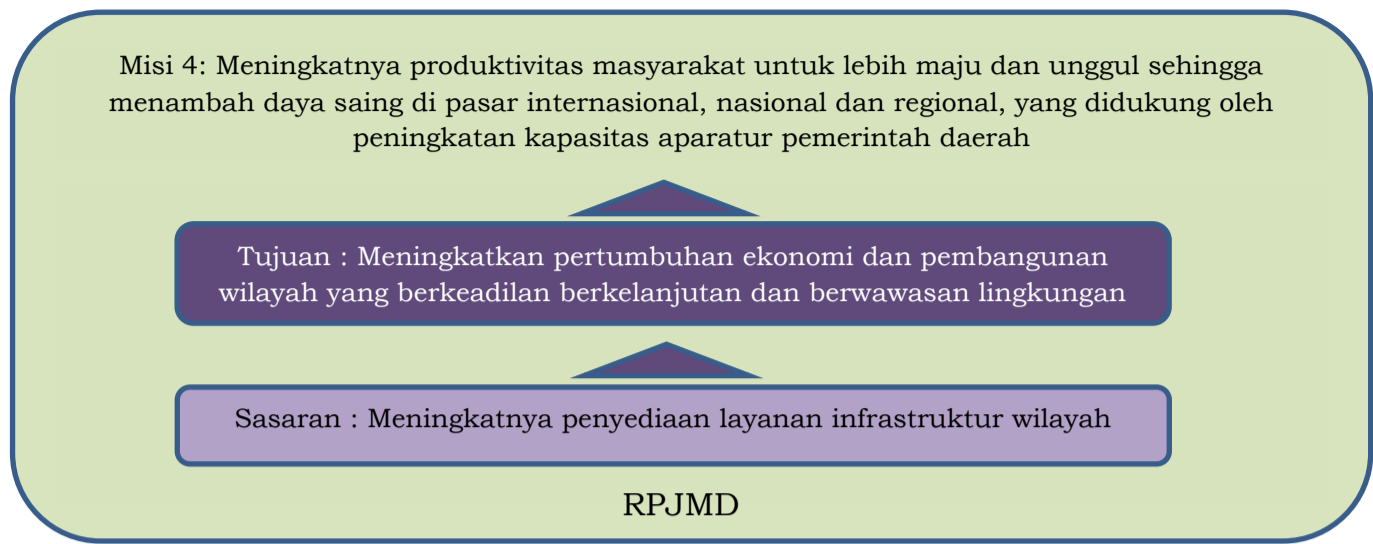 Misi 4: Meningkatnya produktivitas masyarakat untuk lebih maju dan unggul sehingga
menambah daya saing di pasar internasional, nasional dan regional, yang didukung oleh
peningkatan kapasitas aparatur pemerintah daerah
Tujuan : Meningkatkan pertumbuhan ekonomi dan pembangunan
wilayah yang berkeadilan berkelanjutan dan berwawasan lingkungan
Sasaran : Meningkatnya penyediaan layanan infrastruktur wilayah
RPJMD